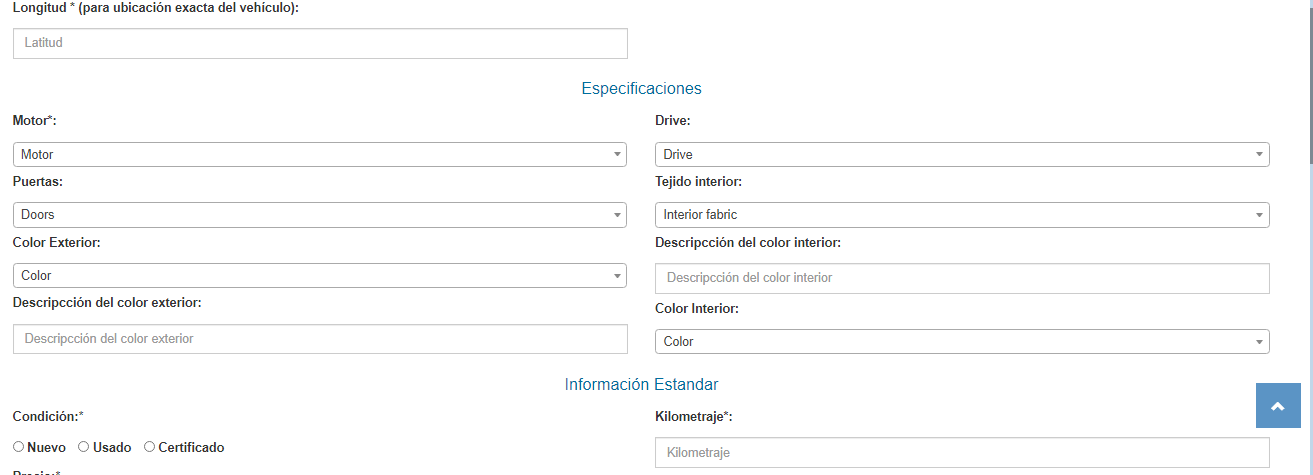 Longitud * (para ubicación exacta del vehículo):
Latitud
Especificaciones
Motor*:
Drive:
Motor
Drive
Puertas:
Tejido interior:
Doors
Interior fabric
Color Exterior:
Descripcción del color interior:
Color
Descripcción del color interior
Descripcción del color exterior:
Color Interior:
Descripcción del color exterior
Color
Información Estandar
Condición:*
Kilometraje*:
Nuevo Usado Certificado
Kilometraje
Precio:*